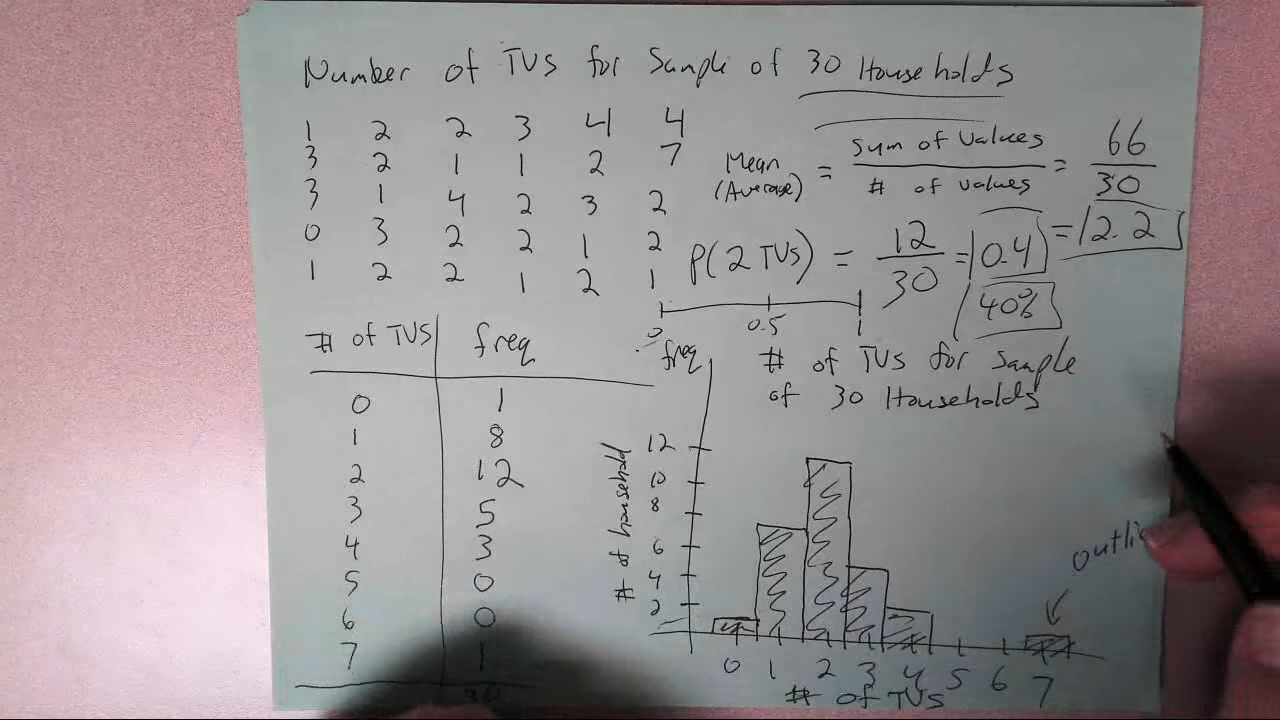 Number of TVs for Sample of 30 Households
1 2 2 3 4 4
3 2 1 1 2 7
3 1 4 2 3 2
0 3 2 2 1 2
1 2 2 1 2 1
Mean (Average) = Sum of Values / # of values = 66 / 30
= 2.2
P(2 TVs) = 12 / 30 = 0.4
40%
0 0.5 1
# of TVs freq
0 1
1 8
2 12
3 5
4 3
5 0
6 0
7 1
30
freq
# of TVs for Sample
of 30 Households
# of household
12
10
8
6
4
2
outli
0 1 2 3 4 5 6 7
# of TVs